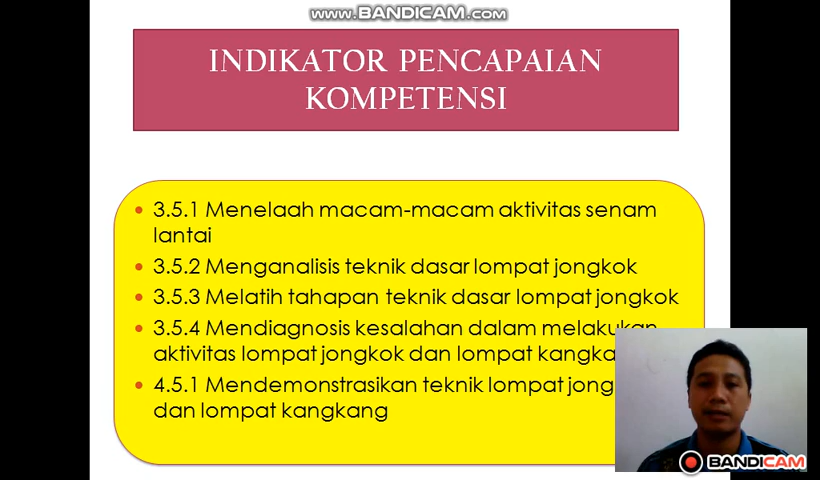 www.BANDICAM.com
INDIKATOR PENCAPAIAN
KOMPETENSI
• 3.5.1 Menelaah macam-macam aktivitas senam
lantai
• 3.5.2 Menganalisis teknik dasar lompat jongkok
• 3.5.3 Melatih tahapan teknik dasar lompat jongkok
• 3.5.4 Mendiagnosis kesalahan dalam melakukan
aktivitas lompat jongkok dan lompat
• 4.5.1 Mendemonstrasikan teknik lompat
dan lompat kangkang
BANDICAM